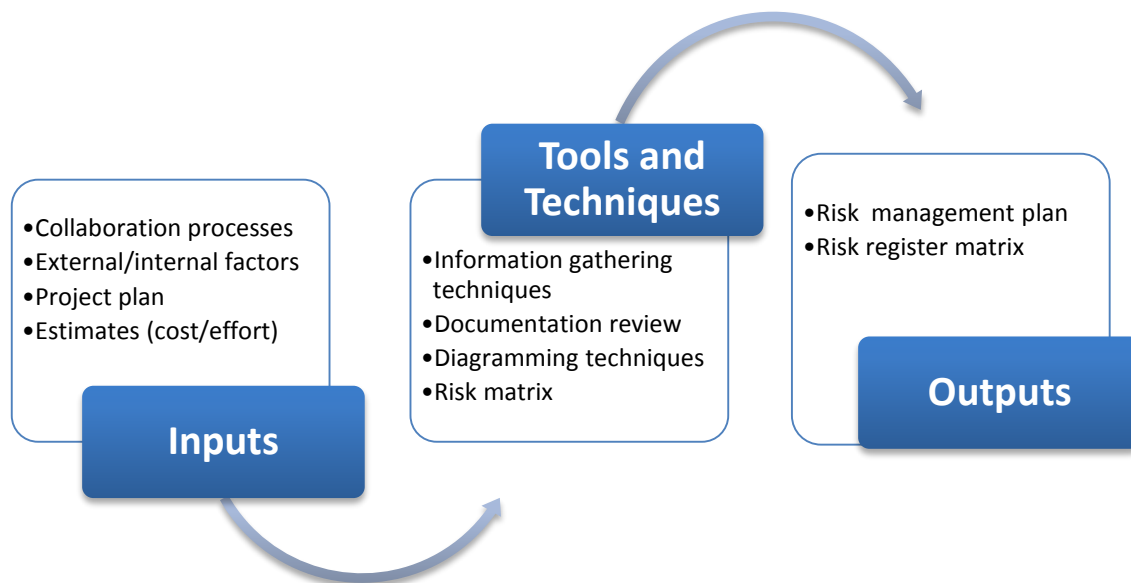 •Collaboration processes
•External/internal factors
•Project plan
•Estimates (cost/effort)
Inputs
Tools and
Techniques
•Information gathering
techniques
•Documentation review
•Diagramming techniques
•Risk matrix
•Risk  management plan
•Risk register matrix
Outputs